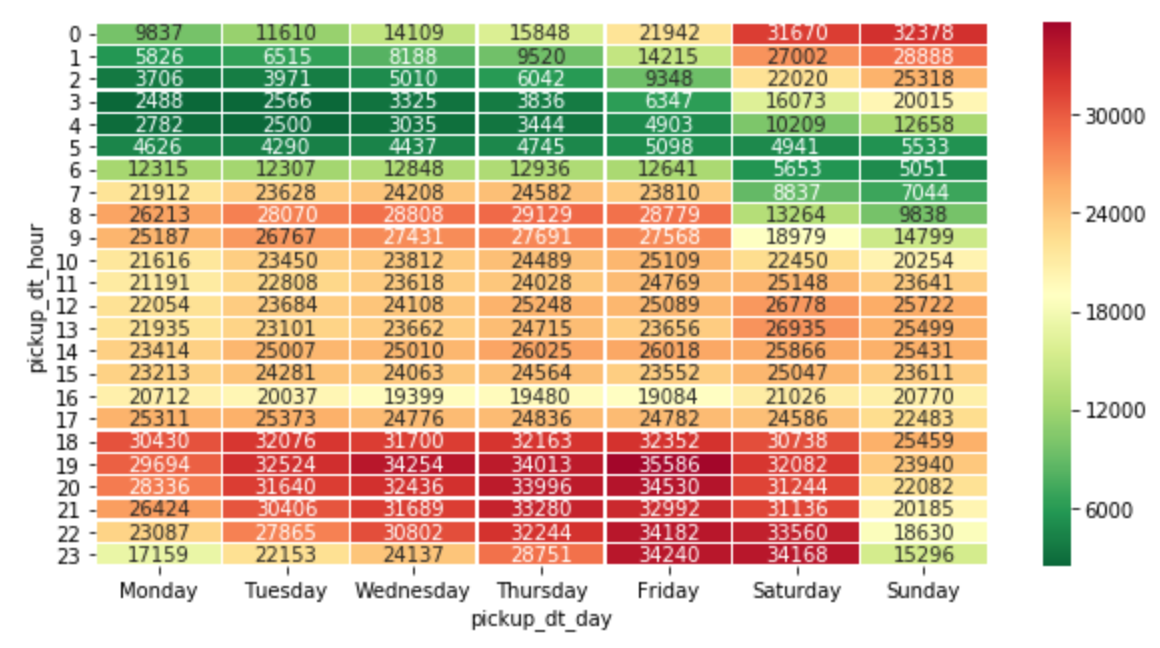 0 9837 11610 14109 15848 21942 31670 32378
1 5826 6515 8188 9520 14215 27002 28888
2 3706 3971 5010 6042 9348 22020 25318
3 2488 2566 3325 3836 6347 16073 20015
4 2782 2500 3035 3444 4903 10209 12658
5 4626 4290 4437 4745 5098 4941 5533
6 12315 12307 12848 12936 12641 5653 5051
7 21912 23628 24208 24582 23810 8837 7044
8 26213 28070 28808 29129 28779 13264 9838
9 25187 26767 27431 27691 27568 18979 14799
10 21616 23450 23812 24489 25109 22450 20254
11 21191 22808 23618 24028 24769 25148 23641
12 22054 23684 24108 25248 25089 26778 25722
13 21935 23101 23662 24715 23656 26935 25499
14 23414 25007 25010 26025 26018 25866 25431
15 23213 24281 24063 24564 23552 25047 23611
16 20712 20037 19399 19480 19084 21026 20770
17 25311 25373 24776 24836 24782 24586 22483
18 30430 32076 31700 32163 32352 30738 25459
19 29694 32524 34254 34013 35586 32082 23940
20 28336 31640 32436 33996 34530 31244 22082
21 26424 30406 31689 33280 32992 31136 20185
22 23087 27865 30802 32244 34182 33560 18630
23 17159 22153 24137 28751 34240 34168 15296
Monday Tuesday Wednesday Thursday Friday Saturday Sunday
pickup_dt_day
pickup_dt_hour
30000
24000
18000
12000
6000